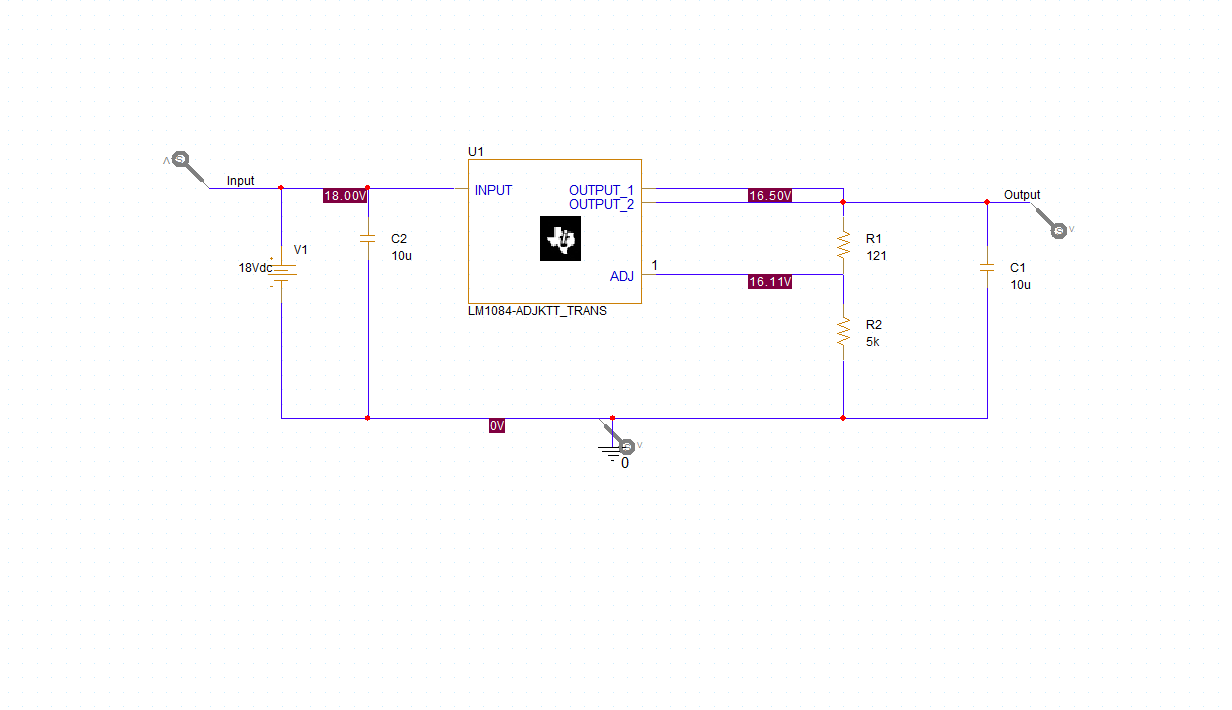 U1
Input
18.00V
INPUT
OUTPUT_1
OUTPUT_2
16.50V
Output
V
V1
18Vdc
+
-
C2
10u
R1
121
ADJ
1
16.11V
C1
10u
LM1084-ADJKTT_TRANS
R2
5k
0V
V
0